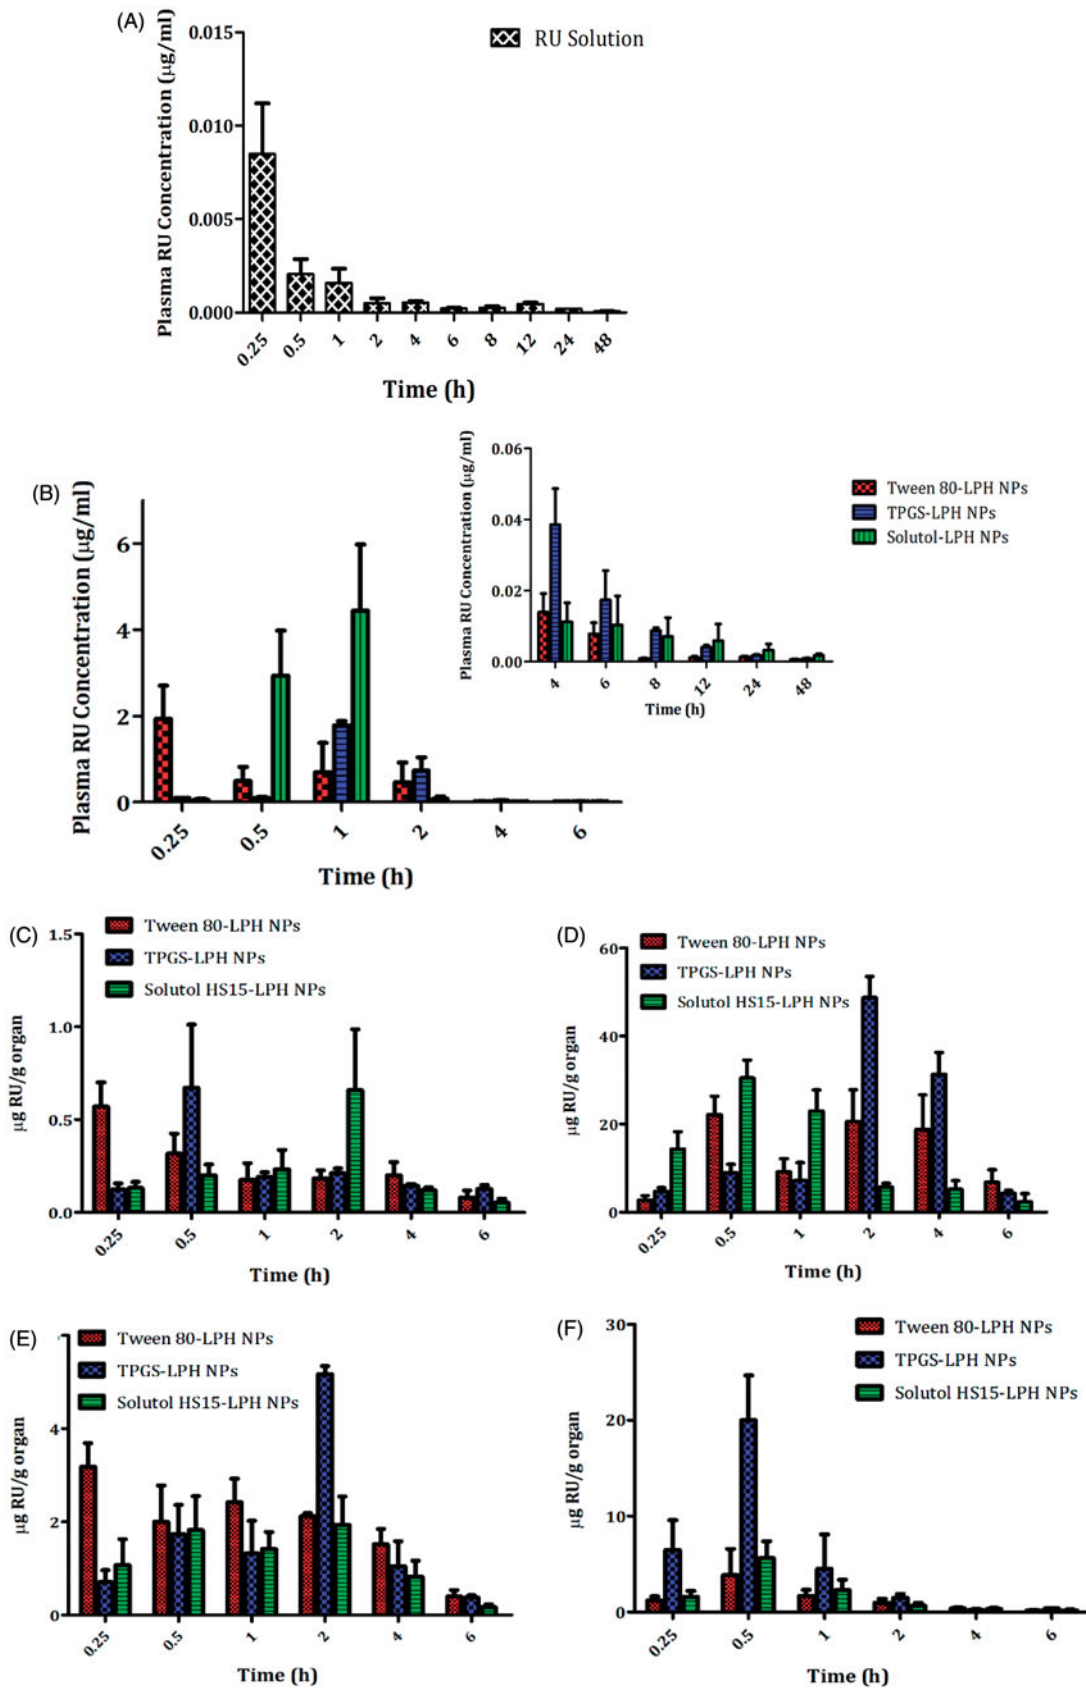 (A)
RU Solution
Plasma RU Concentration (µg/ml)
0.015
0.010
0.005
0.000
0.25 0.5 1 2 4 6 8 12 24 48
Time (h)
(B)
Plasma RU Concentration (µg/ml)
6
4
2
0
0.25 0.5 1 2 4 6
Time (h)
Plasma RU Concentration (µg/ml)
0.06
0.04
0.02
0.00
4 6 8 12 24 48
Time (h)
Tween 80-LPH NPs
TPGS-LPH NPs
Solutol-LPH NPs
(C)
Tween 80-LPH NPs
TPGS-LPH NPs
Solutol HS15-LPH NPs
µg RU/g organ
1.5
1.0
0.5
0.0
0.25 0.5 1 2 4 6
Time (h)
(D)
Tween 80-LPH NPs
TPGS-LPH NPs
Solutol HS15-LPH NPs
µg RU/g organ
60
40
20
0
0.25 0.5 1 2 4 6
Time (h)
(E)
Tween 80-LPH NPs
TPGS-LPH NPs
Solutol HS15-LPH NPs
µg RU/g organ
4
2
0
0.25 0.5 1 2 4 6
Time (h)
(F)
Tween 80-LPH NPs
TPGS-LPH NPs
Solutol HS15-LPH NPs
µg RU/g organ
30
20
10
0
0.25 0.5 1 2 4 6
Time (h)